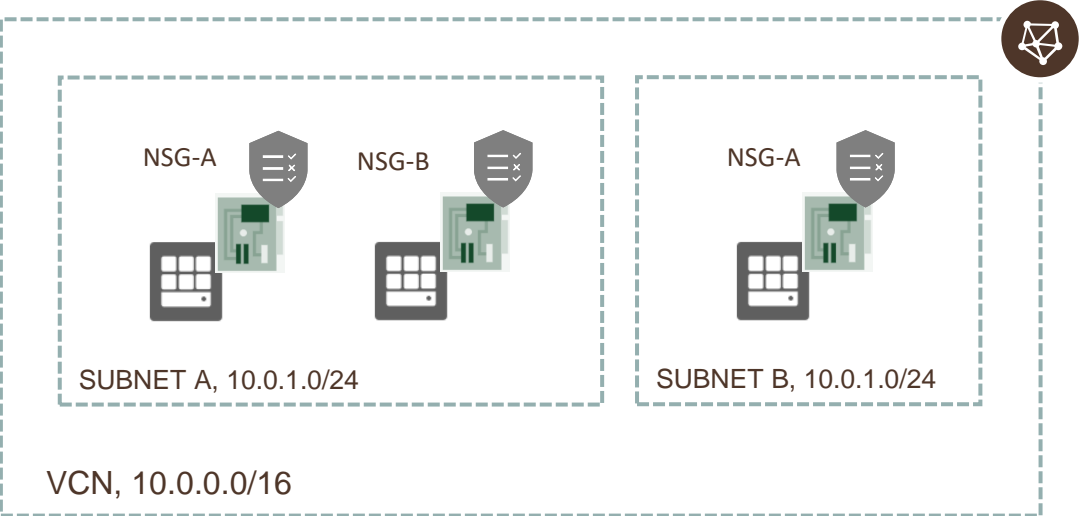 NSG-A
NSG-B
NSG-A
SUBNET A, 10.0.1.0/24
SUBNET B, 10.0.1.0/24
VCN, 10.0.0.0/16